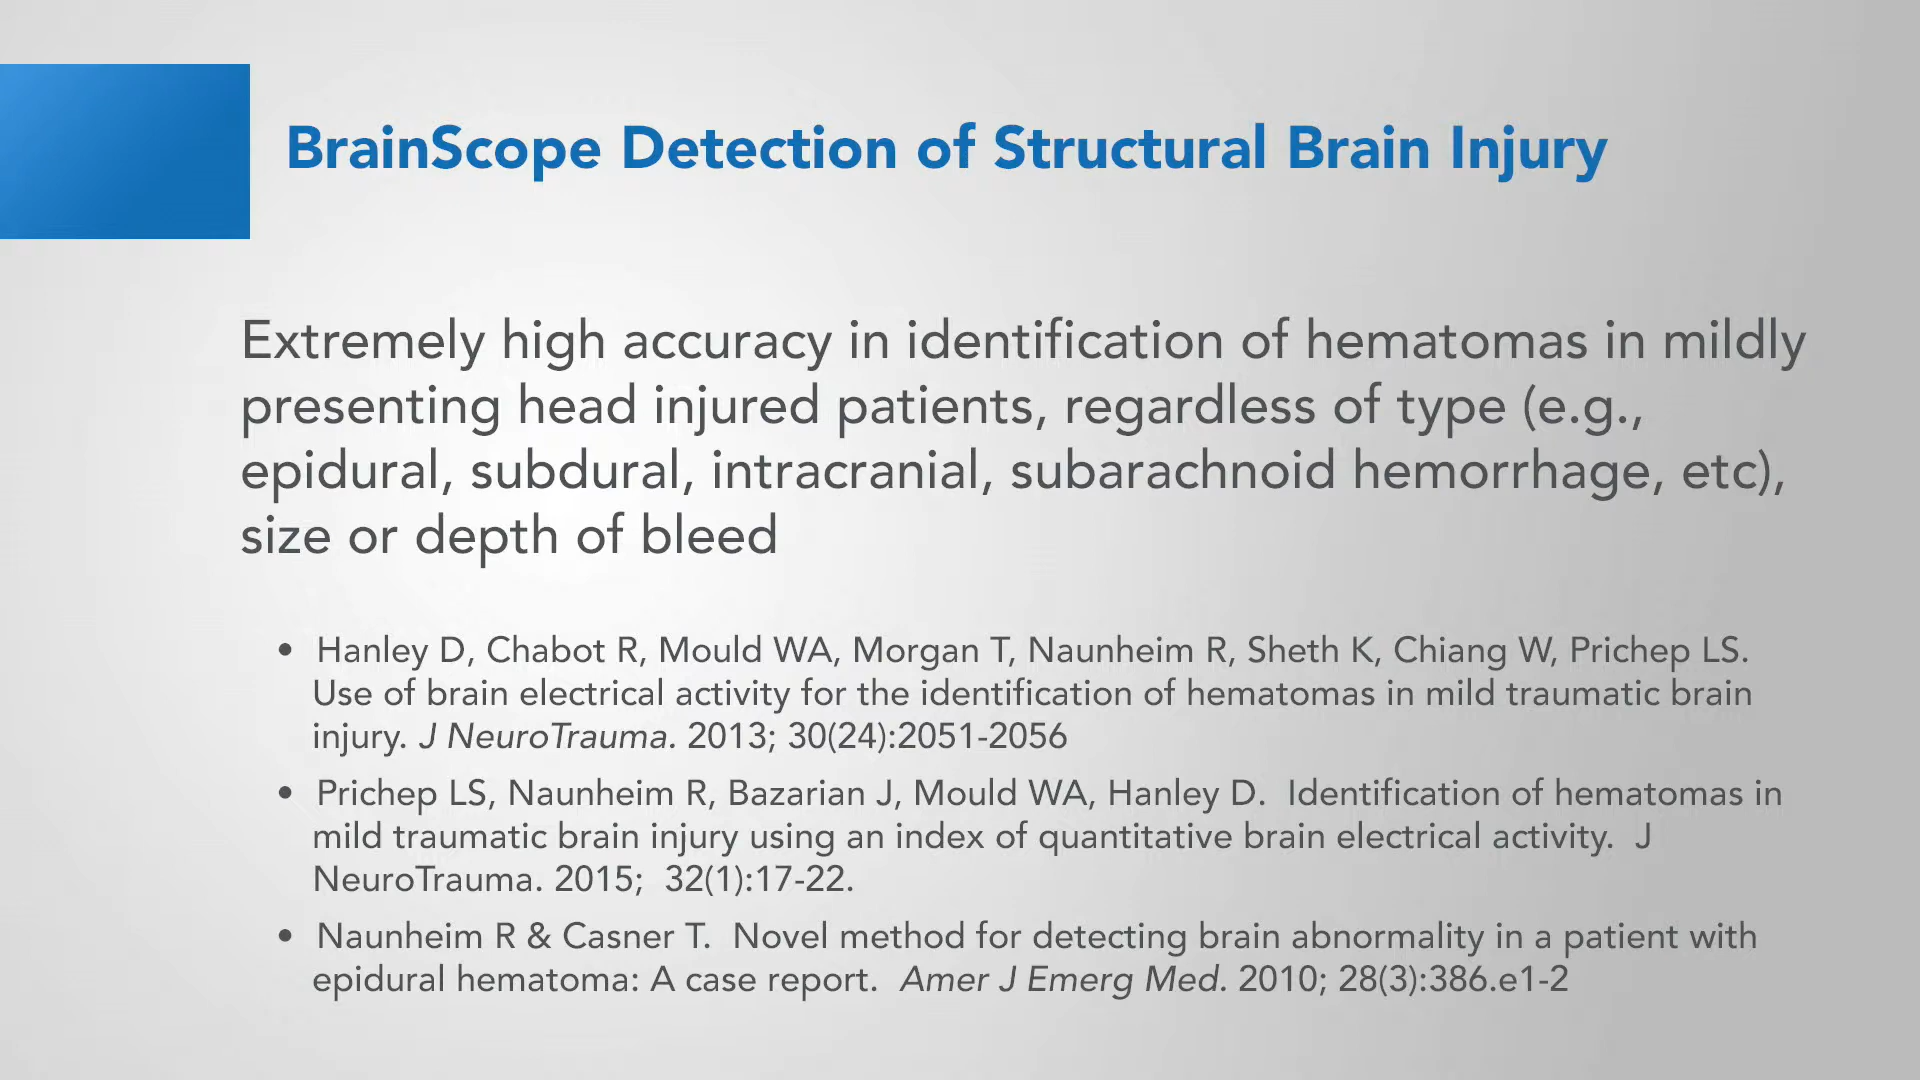 BrainScope Detection of Structural Brain Injury
Extremely high accuracy in identification of hematomas in mildly
presenting head injured patients, regardless of type (e.g.,
epidural, subdural, intracranial, subarachnoid hemorrhage, etc),
size or depth of bleed
• Hanley D, Chabot R, Mould WA, Morgan T, Naunheim R, Sheth K, Chiang W, Prichep LS.
Use of brain electrical activity for the identification of hematomas in mild traumatic brain
injury. J NeuroTrauma. 2013; 30(24):2051-2056
• Prichep LS, Naunheim R, Bazarian J, Mould WA, Hanley D.  Identification of hematomas in
mild traumatic brain injury using an index of quantitative brain electrical activity.  J
NeuroTrauma. 2015;  32(1):17-22.
• Naunheim R & Casner T.  Novel method for detecting brain abnormality in a patient with
epidural hematoma: A case report.  Amer J Emerg Med. 2010; 28(3):386.e1-2